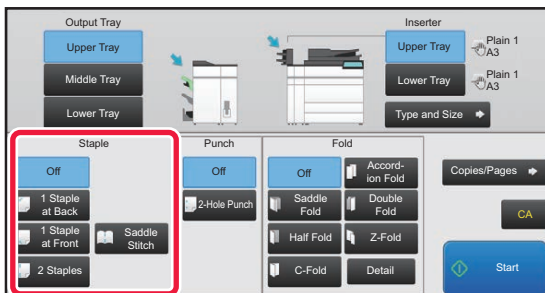 Output Tray
Inserter
Upper Tray
Middle Tray
Lower Tray
Upper Tray
Plain 1
A3
Lower Tray
Plain 1
A3
Type and Size
Staple
Punch
Fold
Off
1 Staple
at Back
1 Staple
at Front
Saddle
Stitch
2 Staples
Off
2-Hole Punch
Off
Accord-
ion Fold
Saddle
Fold
Double
Fold
Half Fold
Z-Fold
C-Fold
Detail
Copies/Pages
CA
Start